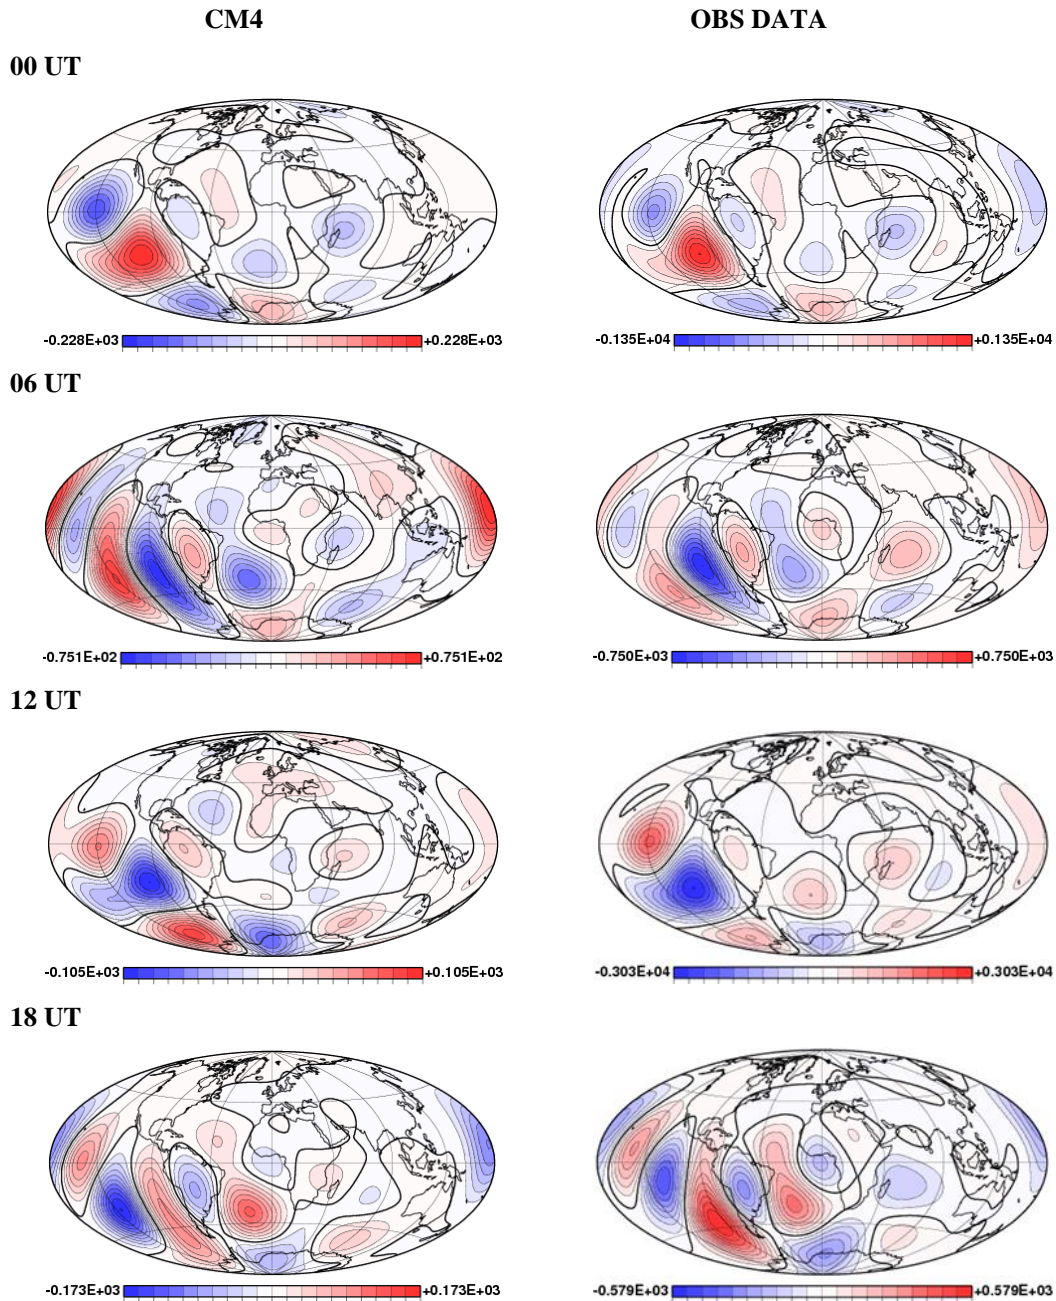 CM4 OBS DATA
00 UT
-0.228E+03 +0.228E+03 -0.135E+04 +0.135E+04
06 UT
-0.751E+02 +0.751E+02 -0.750E+03 +0.750E+03
12 UT
-0.105E+03 +0.105E+03 -0.303E+04 +0.303E+04
18 UT
-0.173E+03 +0.173E+03 -0.579E+03 +0.579E+03